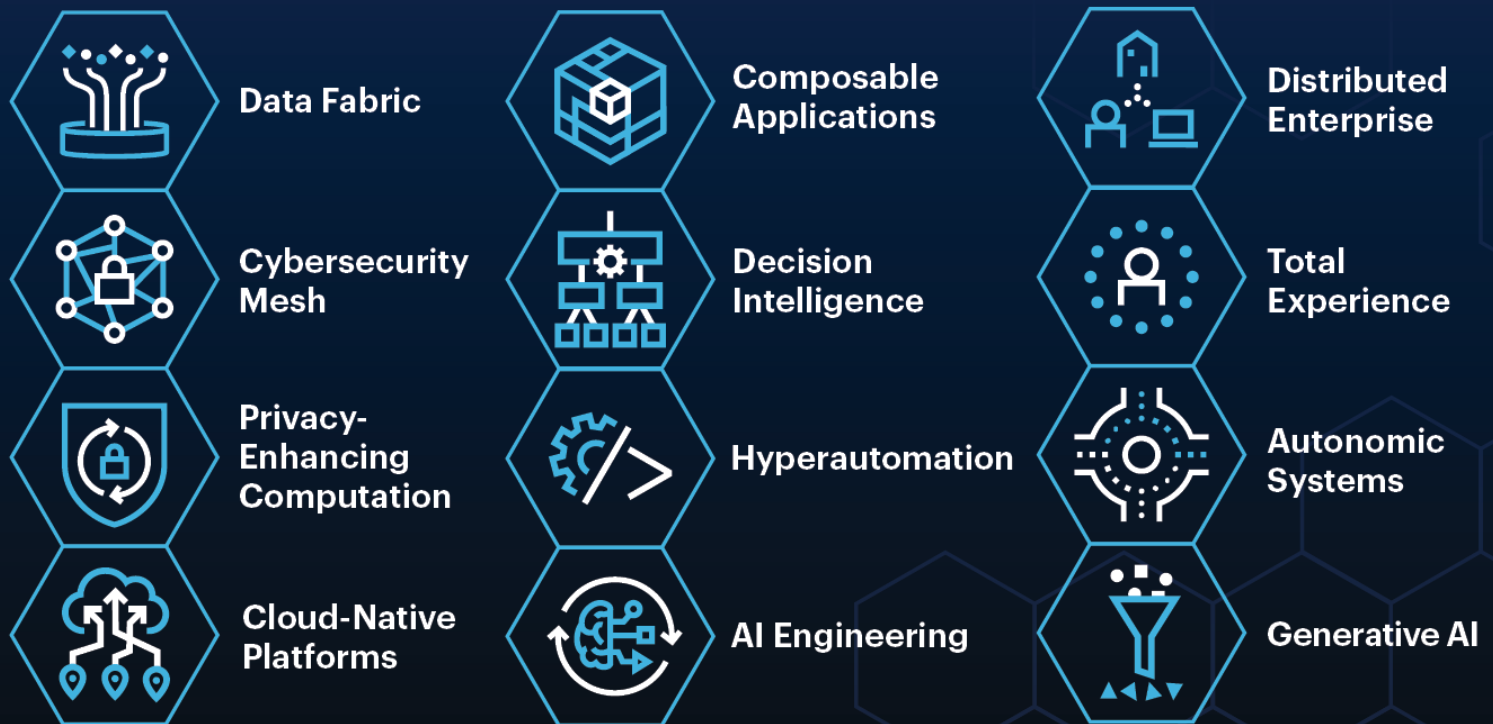 Data Fabric
Cybersecurity
Mesh
Privacy-
Enhancing
Computation
Cloud-Native
Platforms
Composable
Applications
Decision
Intelligence
Hyperautomation
AI Engineering
Distributed
Enterprise
Total
Experience
Autonomic
Systems
Generative AI